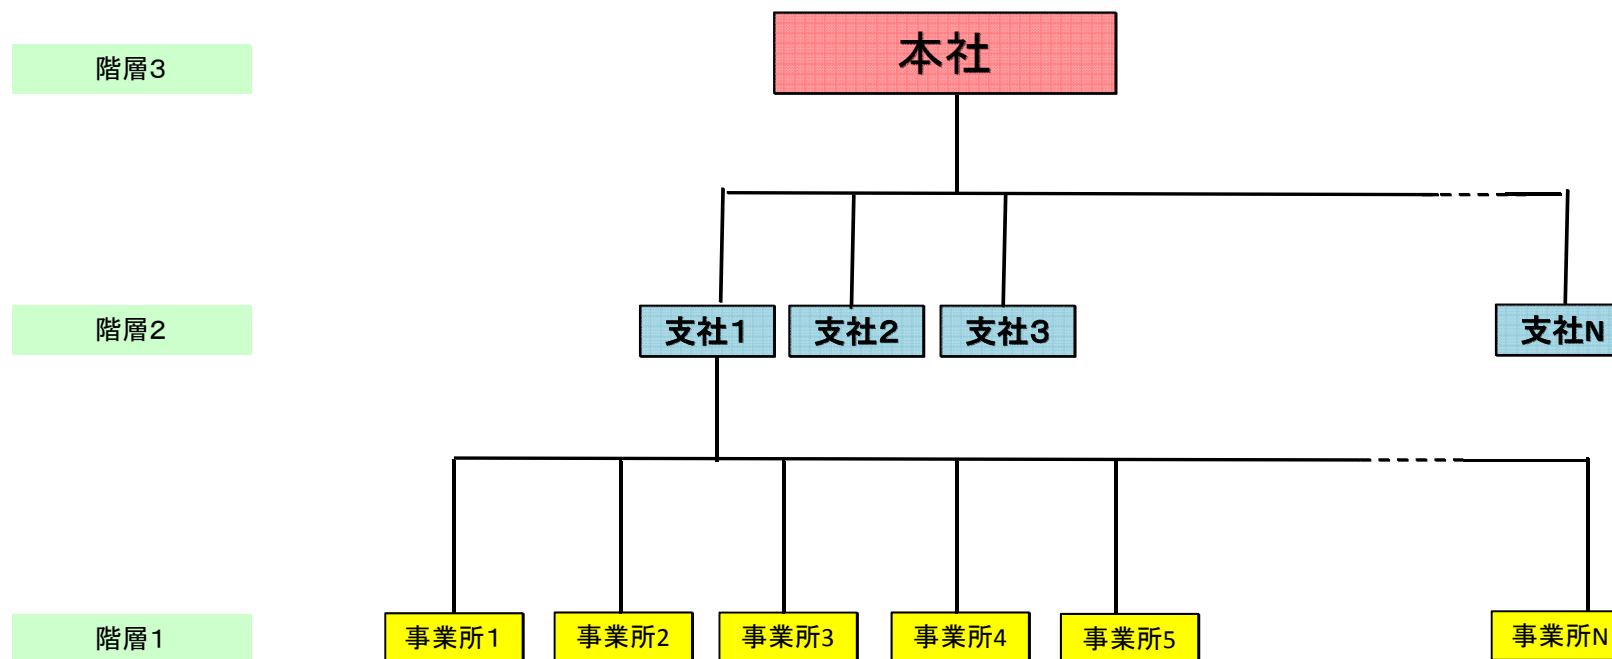 本社
階層3
階層2
支社1
支社2
支社3
支社N
階層1
事業所1
事業所2
事業所3
事業所4
事業所5
事業所N